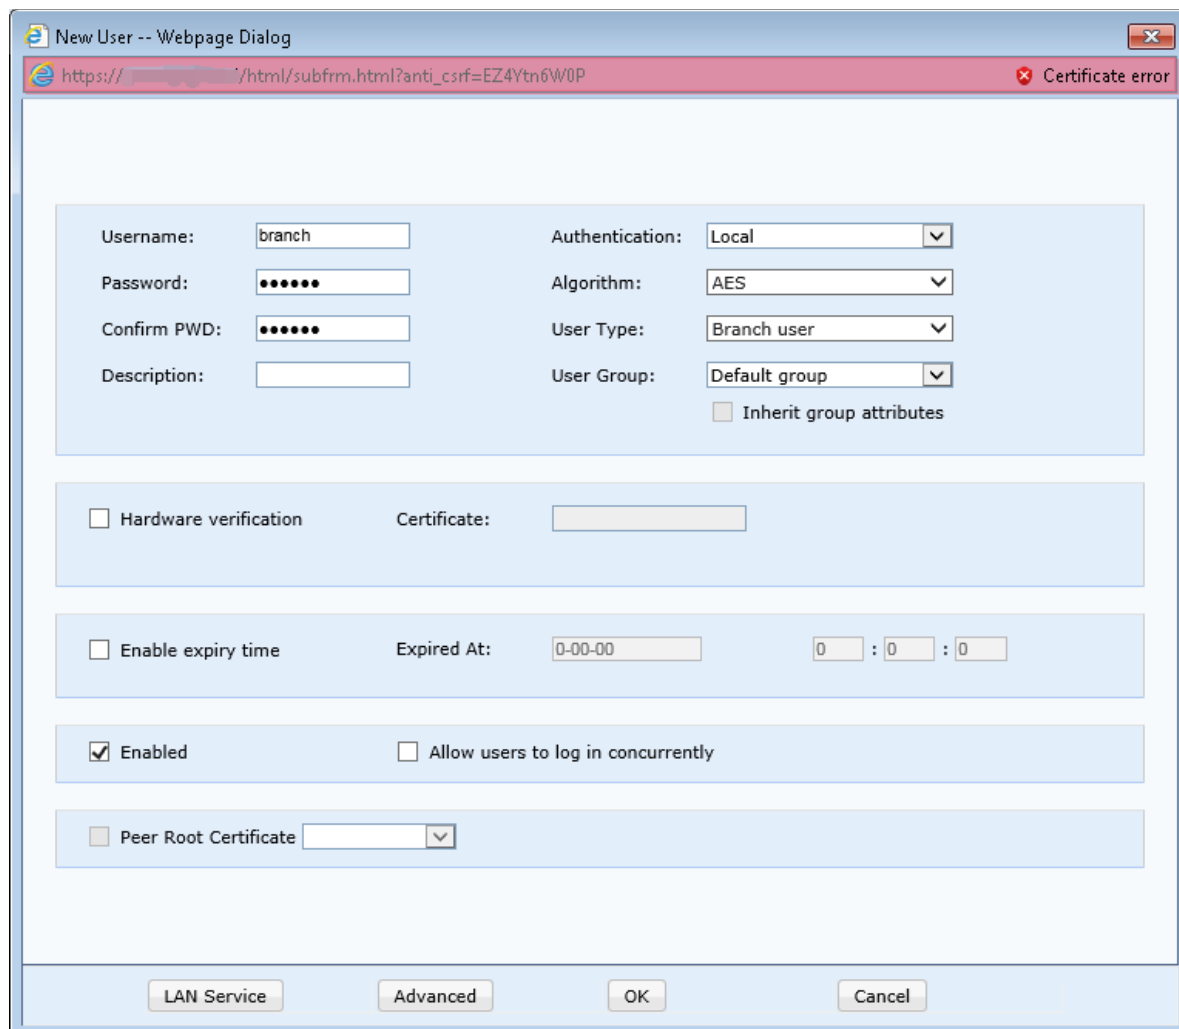 New User -- Webpage Dialog
https:// /html/subfrm.html?anti_csrf=EZ4Ytn6W0P Certificate error
Username: branch Authentication: Local
Password: •••••• Algorithm: AES
Confirm PWD: •••••• User Type: Branch user
Description: User Group: Default group
Inherit group attributes
Hardware verification Certificate:
Enable expiry time Expired At: 0-00-00 0 : 0 : 0
Enabled Allow users to log in concurrently
Peer Root Certificate
LAN Service Advanced OK Cancel